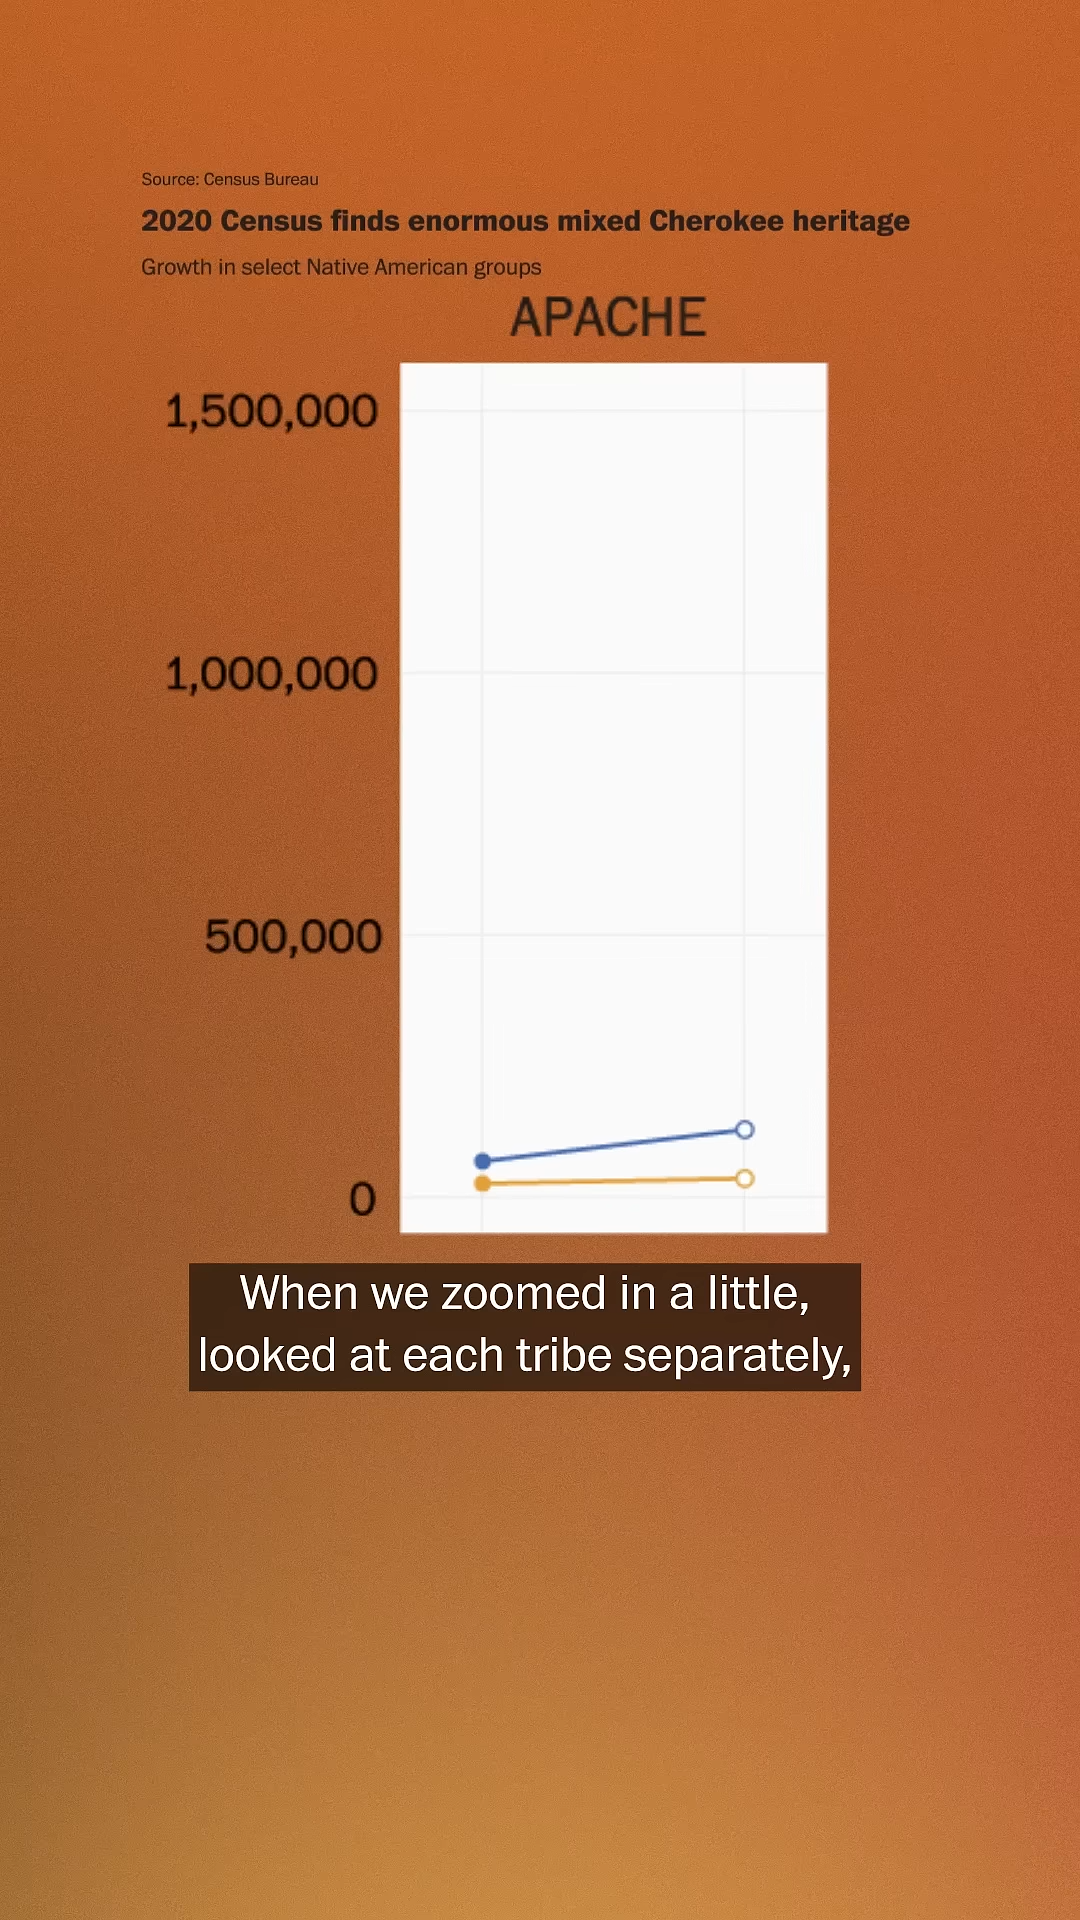 Source: Census Bureau
2020 Census finds enormous mixed Cherokee heritage
Growth in select Native American groups
APACHE
1,500,000
1,000,000
500,000
0
When we zoomed in a little,
looked at each tribe separately,